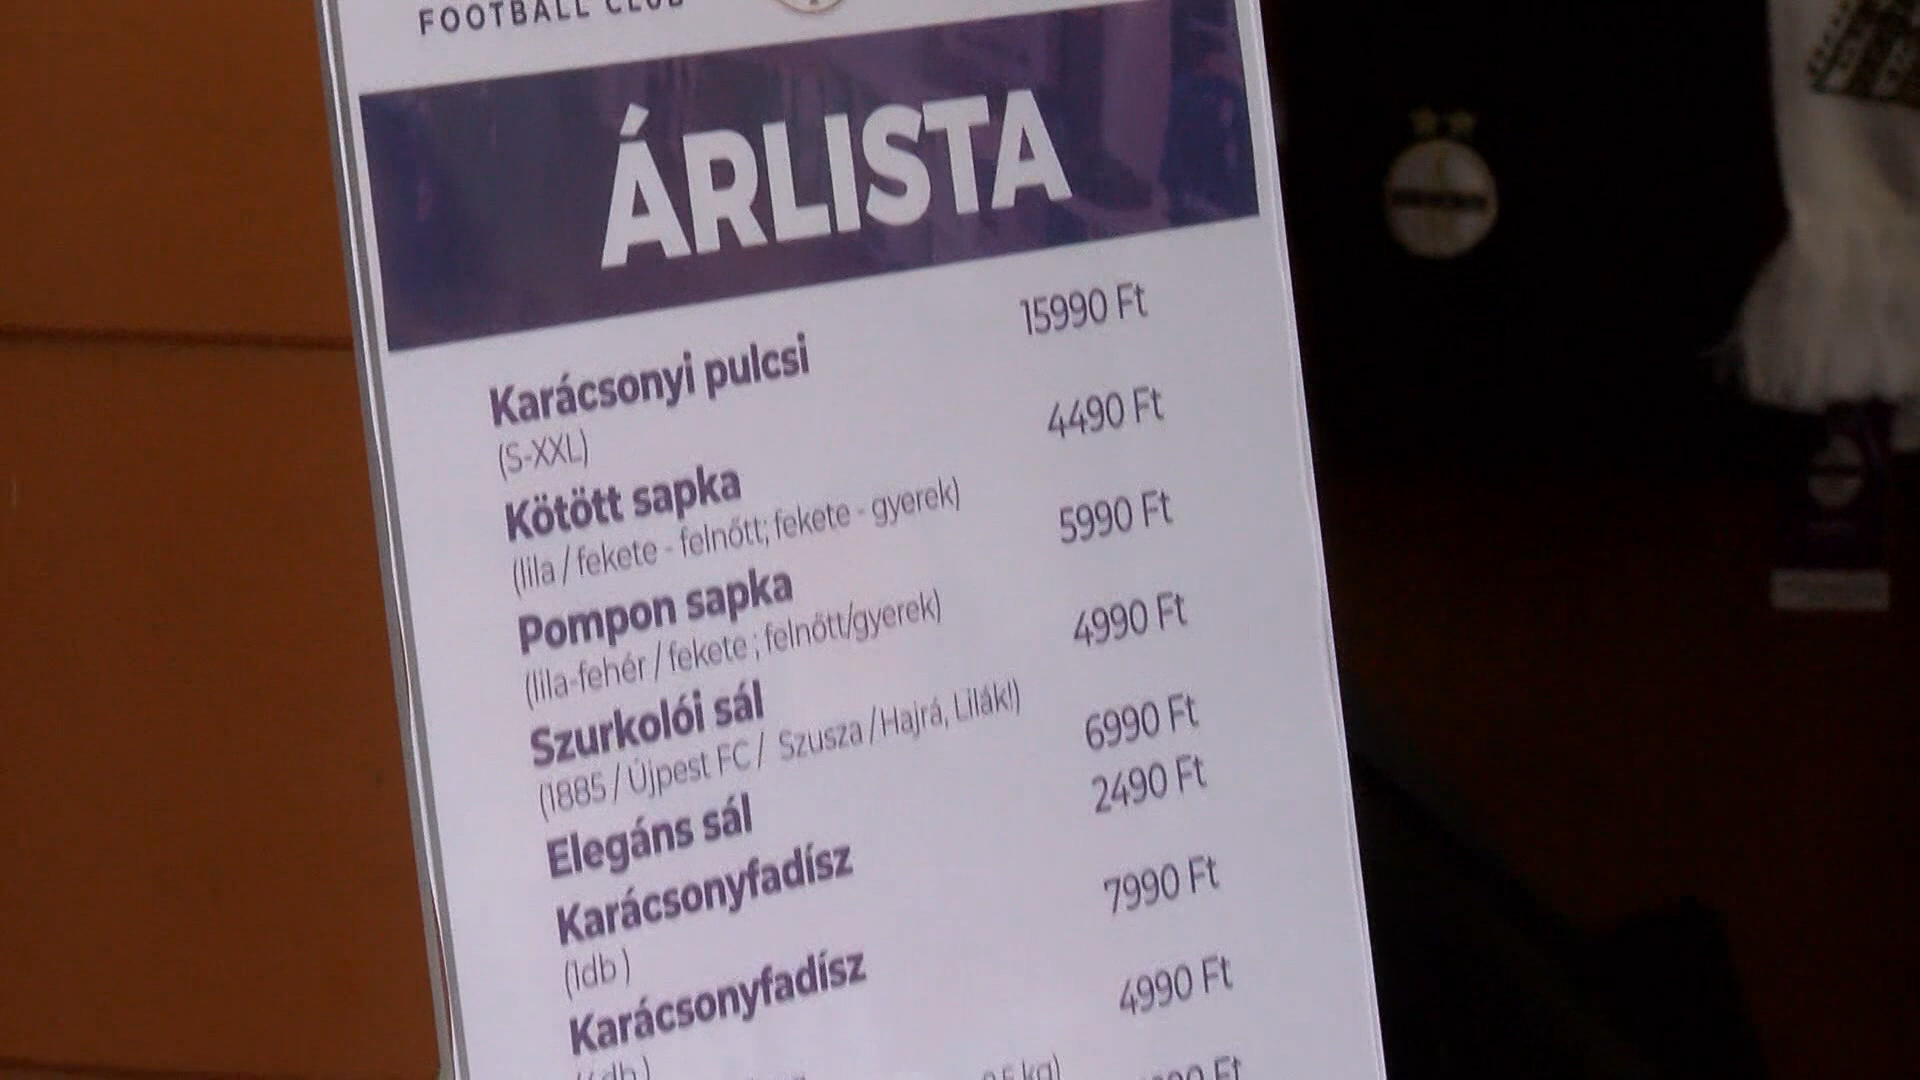 FOOTBALL CLUB
ÁRLISTA
Karácsonyi pulcsi 15990 Ft
(S-XXL)
Kötött sapka 4490 Ft
(lila / fekete - felnőtt; fekete - gyerek)
Pompon sapka 5990 Ft
(lila-fehér / fekete ; felnőtt/gyerek)
Szurkolói sál 4990 Ft
(1885 / Újpest FC / Szusza / Hajrá, Lilák!)
Elegáns sál 6990 Ft
Karácsonyfadísz 2490 Ft
(1db )
Karácsonyfadísz 7990 Ft
4990 Ft